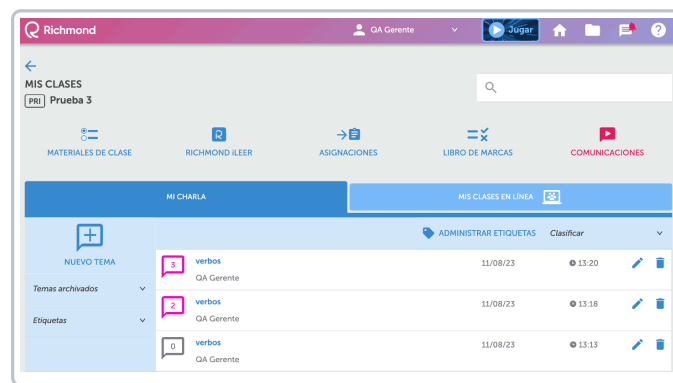 Richmond
QA Gerente
Jugar
MIS CLASES
PRI Prueba 3
MATERIALES DE CLASE
RICHMOND iLEER
ASIGNACIONES
LIBRO DE MARCAS
COMUNICACIONES
MI CHARLA
MIS CLASES EN LÍNEA
NUEVO TEMA
Temas archivados
Etiquetas
ADMINISTRAR ETIQUETAS Clasificar
3 verbos 11/08/23 13:20
QA Gerente
2 verbos 11/08/23 13:18
QA Gerente
0 verbos 11/08/23 13:13
QA Gerente